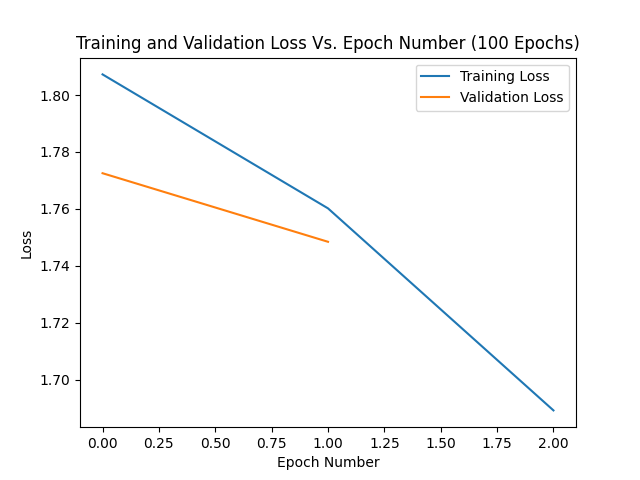 Training and Validation Loss Vs. Epoch Number (100 Epochs)
Training Loss
Validation Loss
1.80
1.78
1.76
1.74
1.72
1.70
Loss
0.00 0.25 0.50 0.75 1.00 1.25 1.50 1.75 2.00
Epoch Number